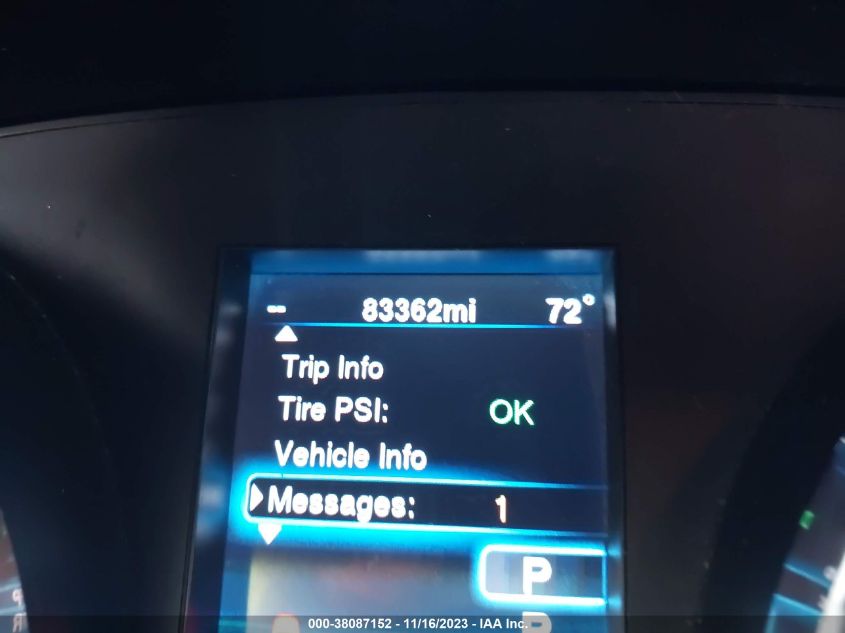 -- 83362mi 72°
Trip Info
Tire PSI: OK
Vehicle Info
Messages: 1
P
R
000-38087152 - 11/16/2023 - IAA Inc.